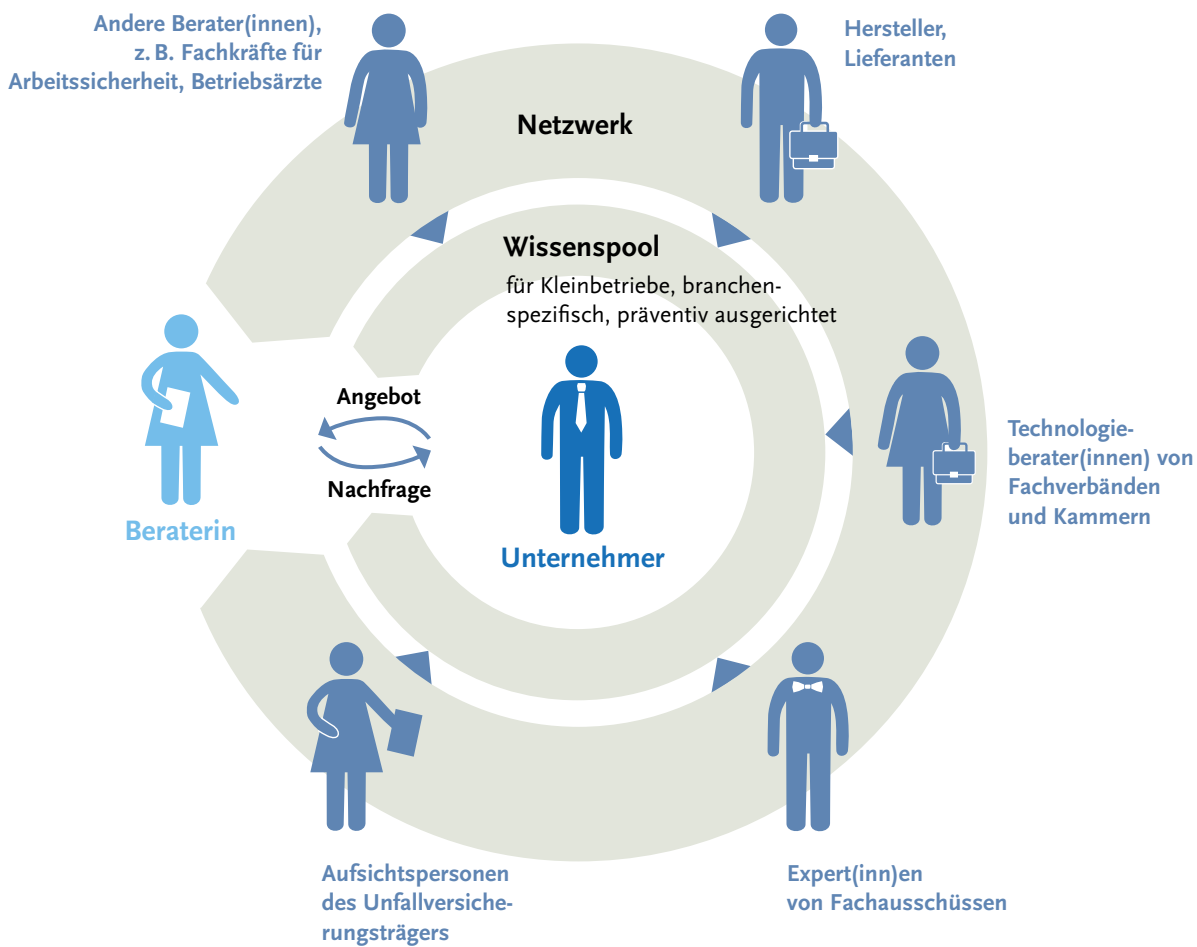 Andere Berater(innen),
z. B. Fachkräfte für
Arbeitssicherheit, Betriebsärzte
Hersteller,
Lieferanten
Netzwerk
Wissenspool
für Kleinbetriebe, branchen-
spezifisch, präventiv ausgerichtet
Angebot
Nachfrage
Beraterin
Unternehmer
Technologie-
berater(innen) von
Fachverbänden
und Kammern
Aufsichtspersonen
des Unfallversiche-
rungsträgers
Expert(inn)en
von Fachausschüssen